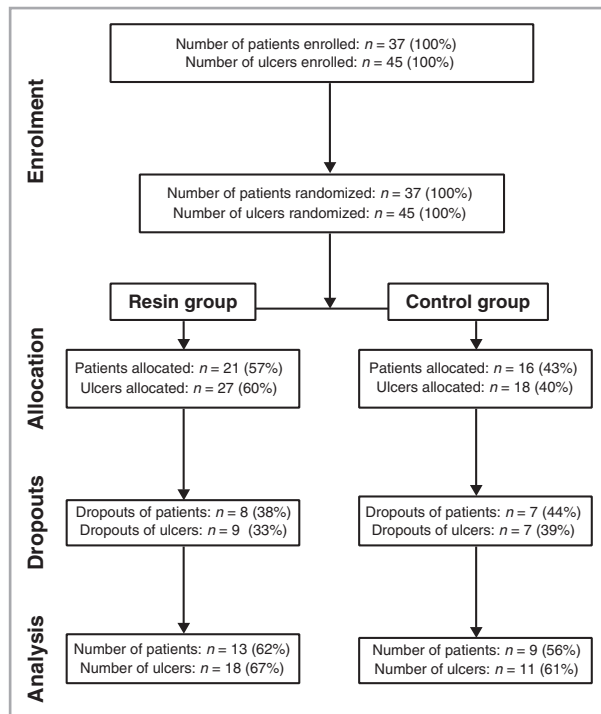 Enrolment
Number of patients enrolled: n = 37 (100%)
Number of ulcers enrolled: n = 45 (100%)
Number of patients randomized: n = 37 (100%)
Number of ulcers randomized: n = 45 (100%)
Allocation
Resin group
Control group
Patients allocated: n = 21 (57%)
Ulcers allocated: n = 27 (60%)
Patients allocated: n = 16 (43%)
Ulcers allocated: n = 18 (40%)
Dropouts
Dropouts of patients: n = 8 (38%)
Dropouts of ulcers: n = 9 (33%)
Dropouts of patients: n = 7 (44%)
Dropouts of ulcers: n = 7 (39%)
Analysis
Number of patients: n = 13 (62%)
Number of ulcers: n = 18 (67%)
Number of patients: n = 9 (56%)
Number of ulcers: n = 11 (61%)